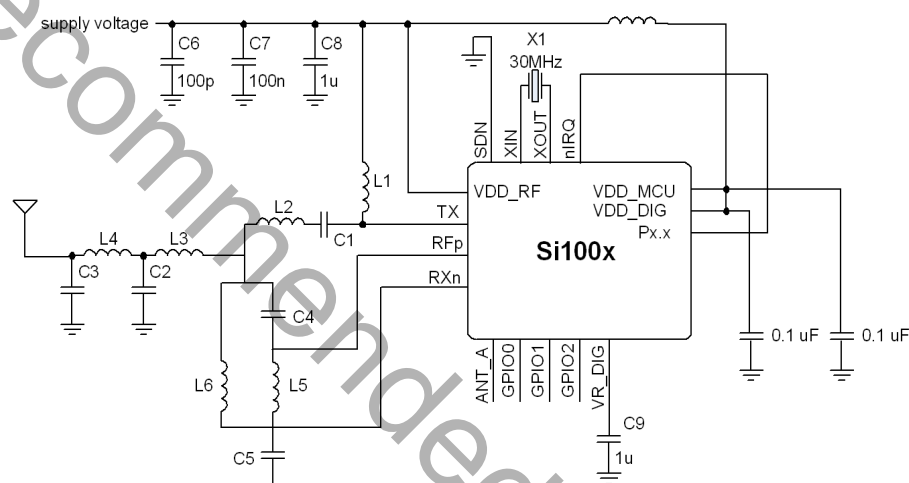 supply voltage
C6
100p
C7
100n
C8
1u
X1
30MHz
SDN
XIN
XOUT
nIRQ
L1
VDD_RF
VDD_MCU
VDD_DIG
Px.x
TX
RFp
RXn
Si100x
L2
C1
L4
L3
C3
C2
C4
L6
L5
C5
0.1 uF
0.1 uF
ANT_A
GPIO0
GPIO1
GPIO2
VR_DIG
C9
1u
ecommended